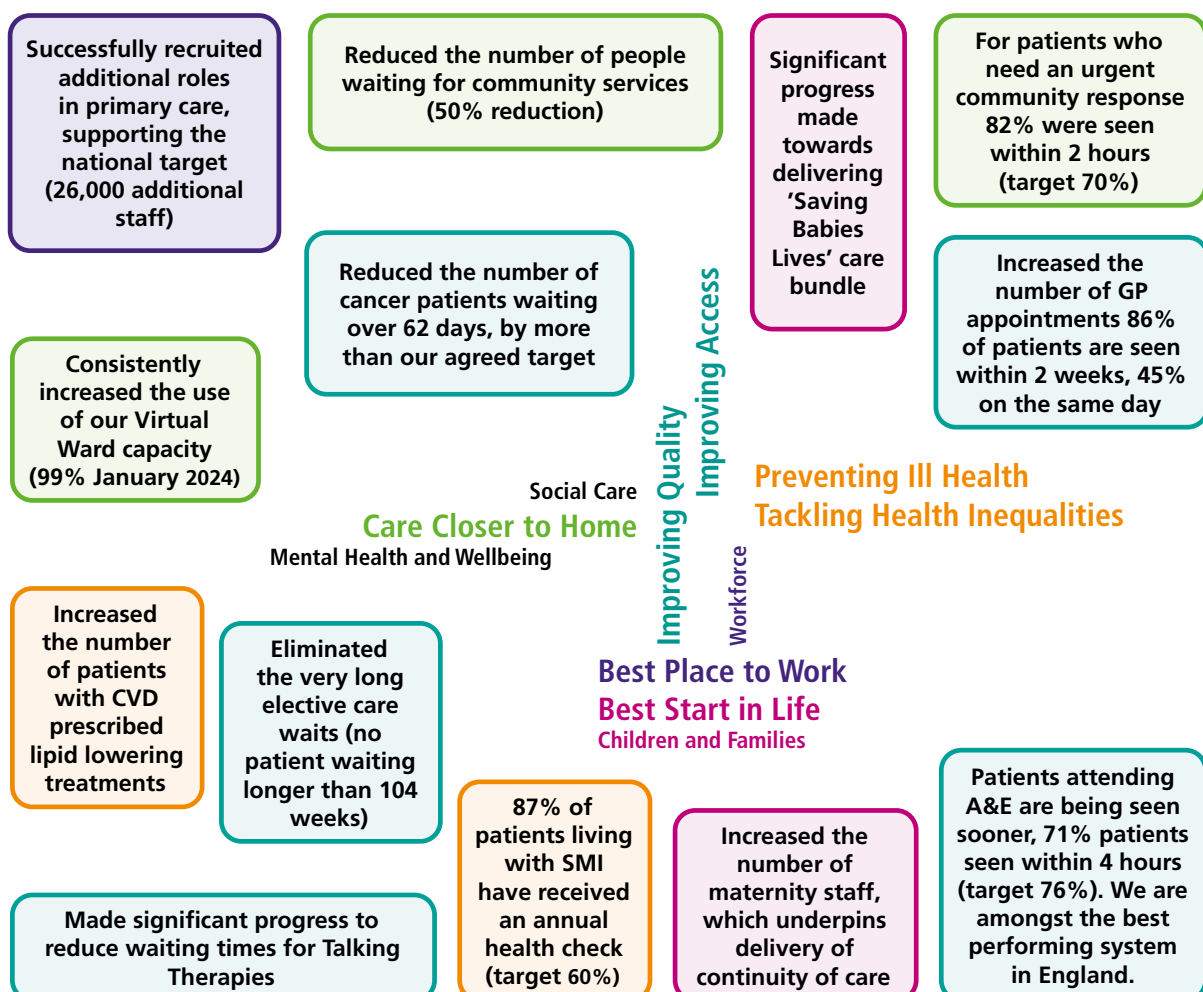 Successfully recruited
additional roles
in primary care,
supporting the
national target
(26,000 additional
staff)
Reduced the number of people
waiting for community services
(50% reduction)
Significant
progress
made
towards
delivering
'Saving
Babies
Lives' care
bundle
For patients who
need an urgent
community response
82% were seen
within 2 hours
(target 70%)
Reduced the number of
cancer patients waiting
over 62 days, by more
than our agreed target
Increased the
number of GP
appointments 86%
of patients are seen
within 2 weeks, 45%
on the same day
Consistently
increased the use
of our Virtual
Ward capacity
(99% January 2024)
Social Care
Care Closer to Home
Mental Health and Wellbeing
Improving Quality
Improving Access
Preventing Ill Health
Tackling Health Inequalities
Workforce
Best Place to Work
Best Start in Life
Children and Families
Increased
the number
of patients
with CVD
prescribed
lipid lowering
treatments
Eliminated
the very long
elective care
waits (no
patient waiting
longer than 104
weeks)
87% of
patients living
with SMI
have received
an annual
health check
(target 60%)
Increased the
number of
maternity staff,
which underpins
delivery of
continuity of care
Patients attending
A&E are being seen
sooner, 71% patients
seen within 4 hours
(target 76%). We are
amongst the best
performing system
in England.
Made significant progress to
reduce waiting times for Talking
Therapies